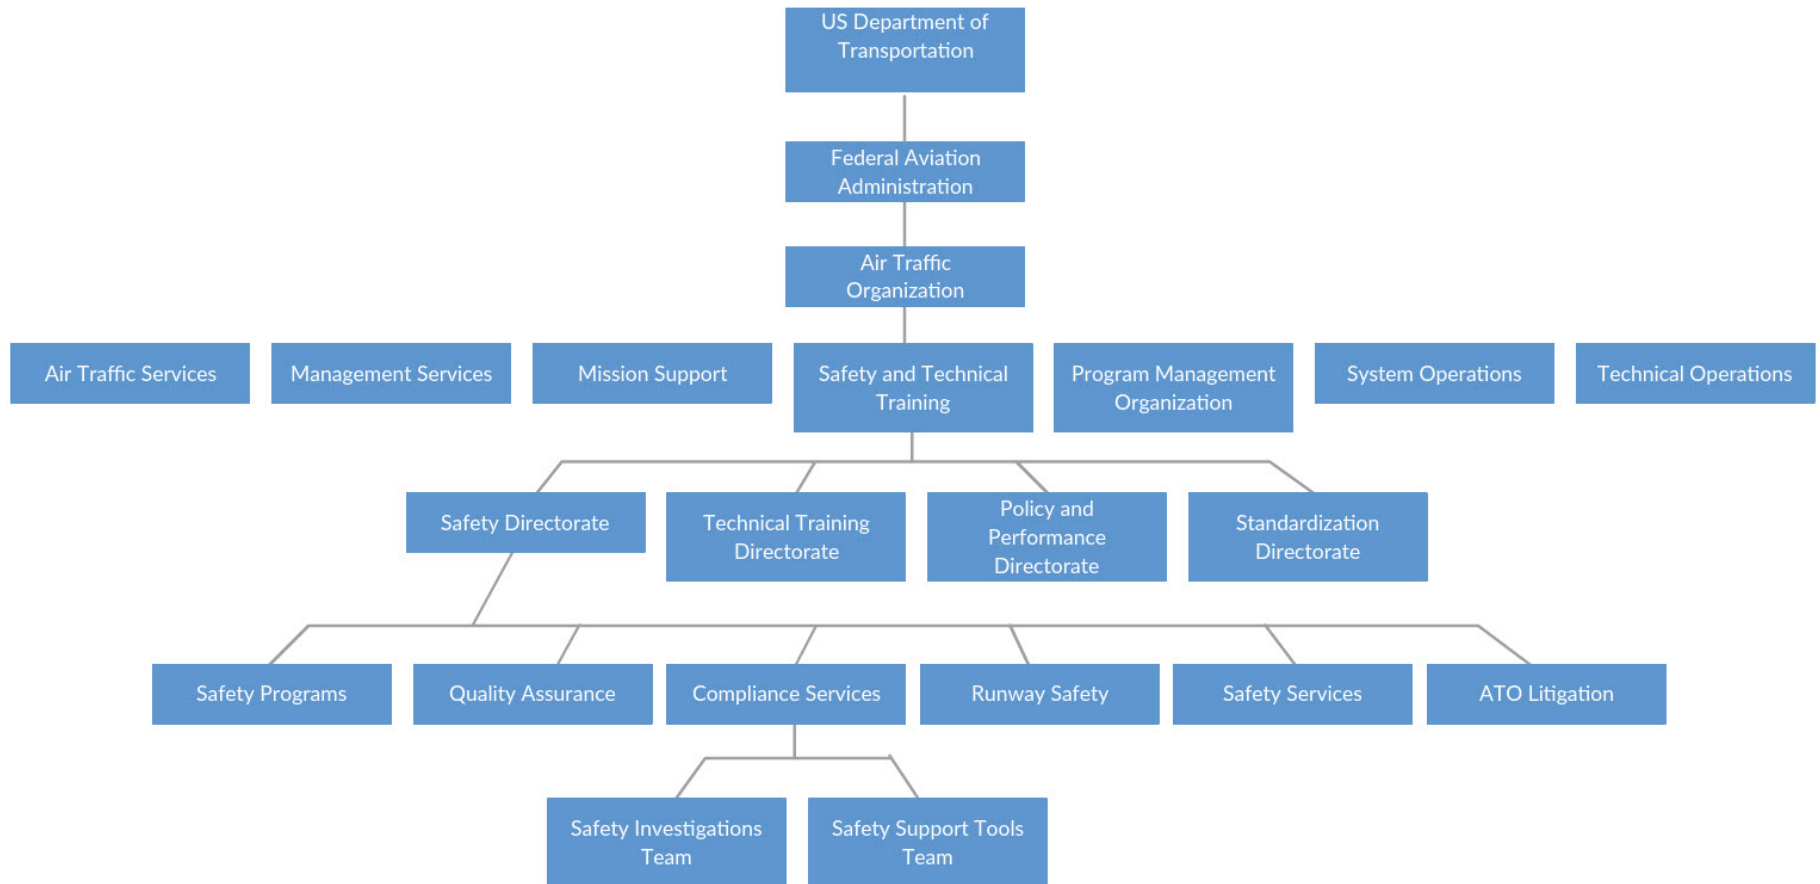 US Department of
Transportation
Federal Aviation
Administration
Air Traffic
Organization
Air Traffic Services
Management Services
Mission Support
Safety and Technical
Training
Program Management
Organization
System Operations
Technical Operations
Safety Directorate
Technical Training
Directorate
Policy and
Performance
Directorate
Standardization
Directorate
Safety Programs
Quality Assurance
Compliance Services
Runway Safety
Safety Services
ATO Litigation
Safety Investigations
Team
Safety Support Tools
Team